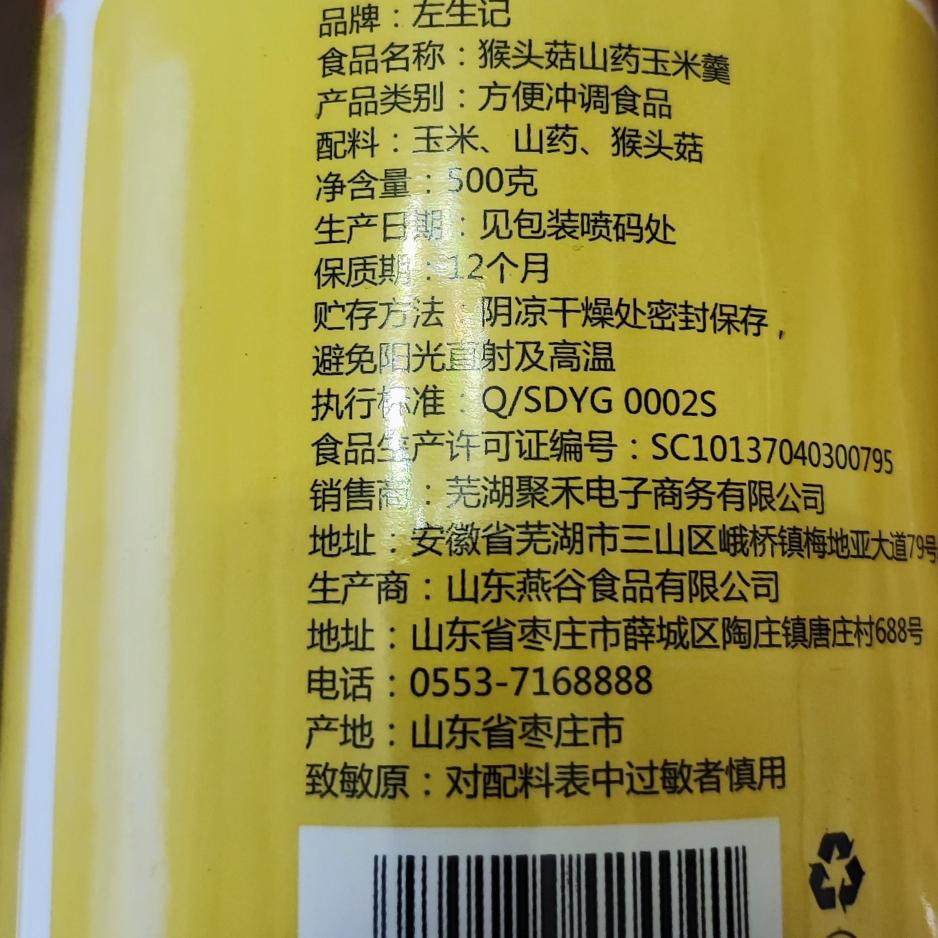 品牌：左生记
食品名称：猴头菇山药玉米羹
产品类别：方便冲调食品
配料：玉米、山药、猴头菇
净含量：500克
生产日期：见包装喷码处
保质期：12个月
贮存方法：阴凉干燥处密封保存，
避免阳光直射及高温
执行标准：Q/SDYG 0002S
食品生产许可证编号：SC10137040300795
销售商：芜湖聚禾电子商务有限公司
地址：安徽省芜湖市三山区峨桥镇梅地亚大道79号
生产商：山东燕谷食品有限公司
地址：山东省枣庄市薛城区陶庄镇唐庄村688号
电话：0553-7168888
产地：山东省枣庄市
致敏原：对配料表中过敏者慎用